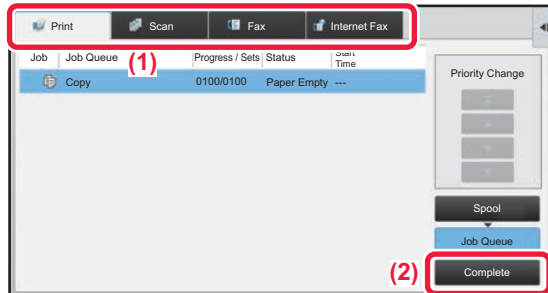 Print Scan Fax Internet Fax
Job Job Queue Progress / Sets Status Start
Time
(1)
Copy 0100/0100 Paper Empty ---
Priority Change
Spool
Job Queue
(2)
Complete